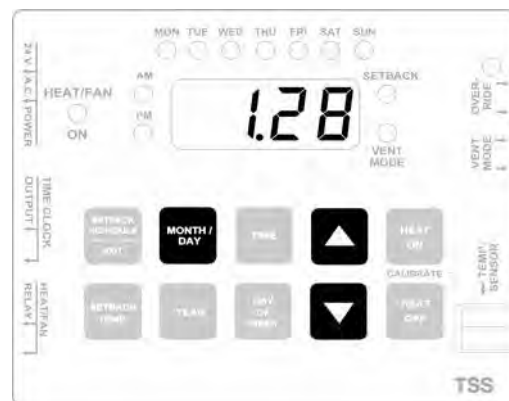 MON TUE WED THU FRI SAT SUN
24V
A.C.
POWER
HEAT/FAN
ON
AM
PM
1.28
SETBACK
VENT
MODE
OVER-
RIDE
VENT
MODE
TIME CLOCK
OUTPUT
HEAT/FAN
RELAY
SETBACK
SCHEDULE
EXIT
MONTH /
DAY
TIME
HEAT
ON
CALIBRATE
SETBACK
TEMP
YEAR
DAY
OF
WEEK
HEAT
OFF
TEMP.
SENSOR
TSS